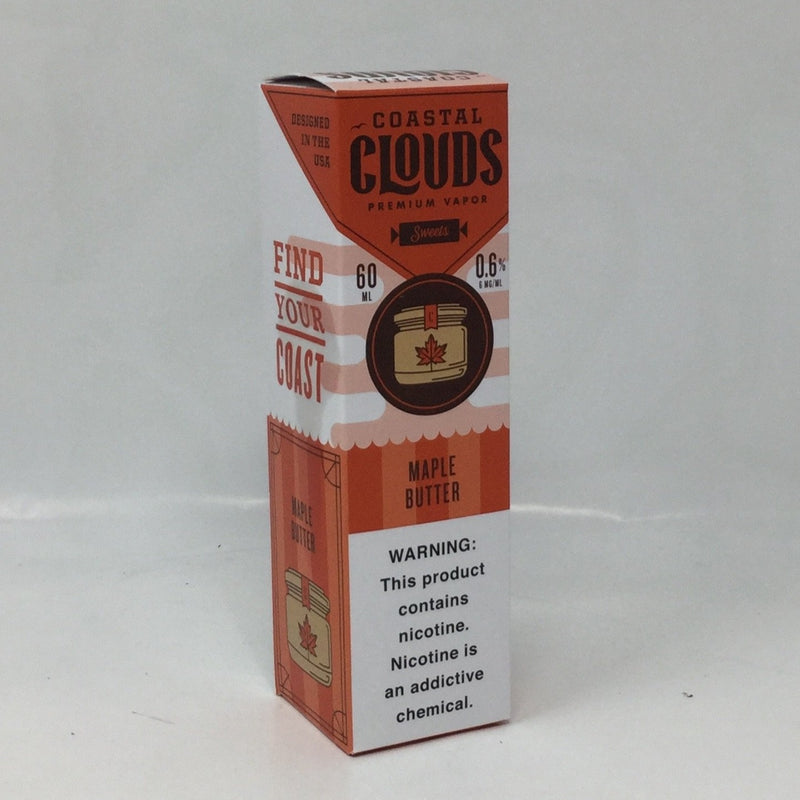 COASTAL
DESIGNED
IN THE
USA
COASTAL
CLOUDS
PREMIUM VAPOR
Sweets
FIND
YOUR
COAST
60
ML
0.6%
6 MG/ML
MAPLE
BUTTER
MAPLE
BUTTER
WARNING:
This product
contains
nicotine.
Nicotine is
an addictive
chemical.